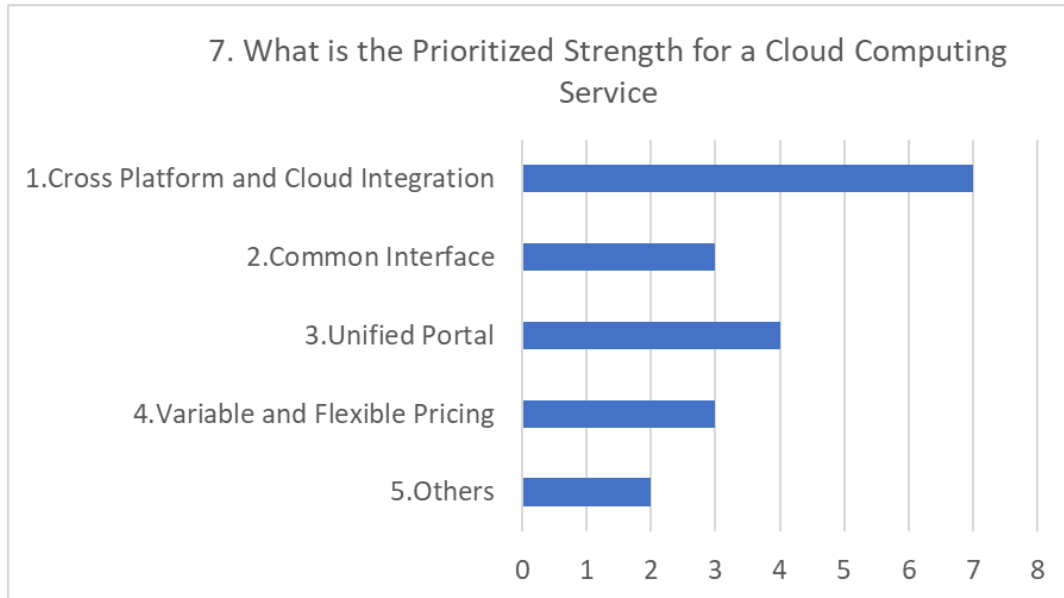 7. What is the Prioritized Strength for a Cloud Computing
Service
1.Cross Platform and Cloud Integration
2.Common Interface
3.Unified Portal
4.Variable and Flexible Pricing
5.Others
0 1 2 3 4 5 6 7 8